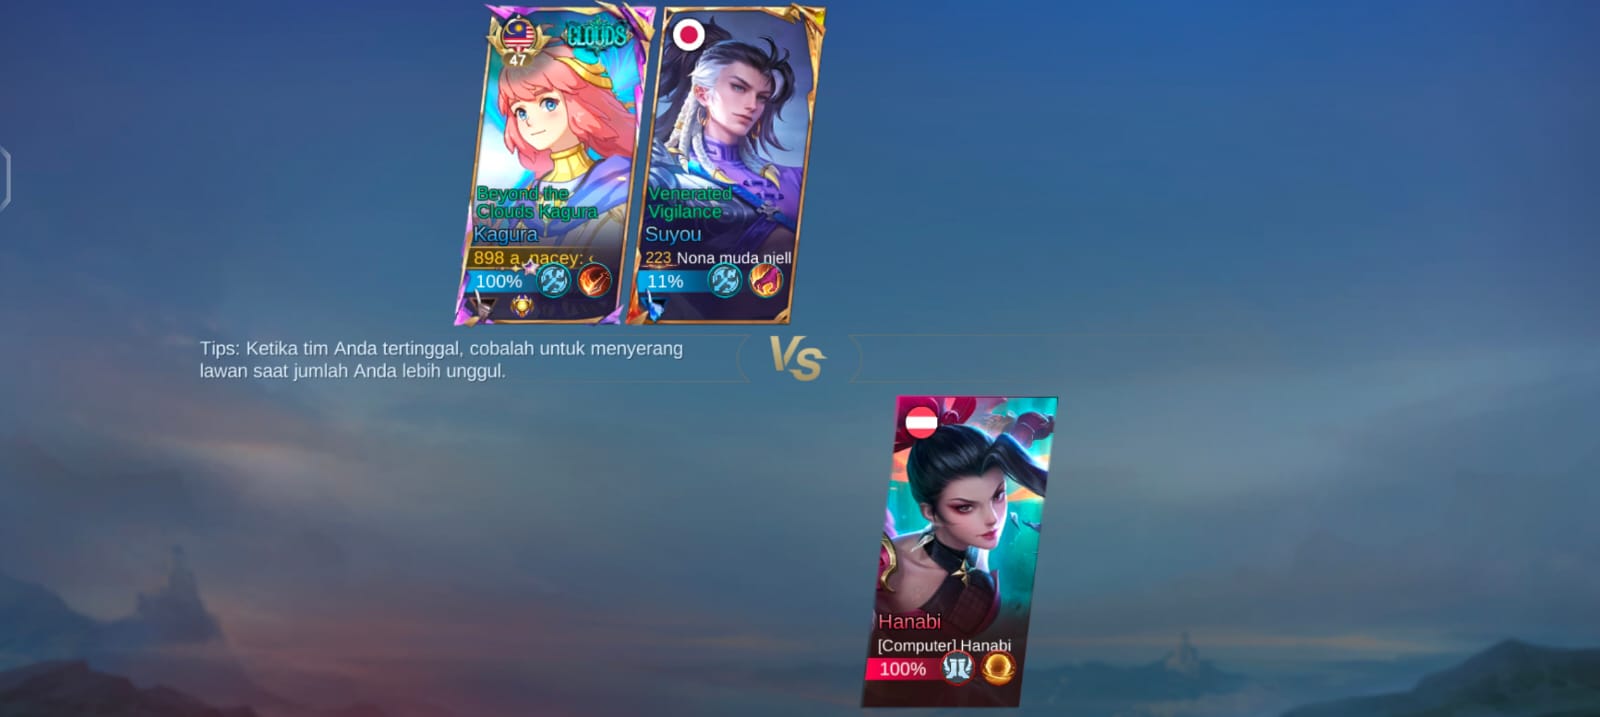 CLOUDS
47
Beyond the
Clouds Kagura
Kagura
898 a. nacey: ‹
100%
Venerated
Vigilance
Suyou
223 Nona muda njell
11%
Tips: Ketika tim Anda tertinggal, cobalah untuk menyerang
lawan saat jumlah Anda lebih unggul.
VS
Hanabi
[Computer] Hanabi
100%